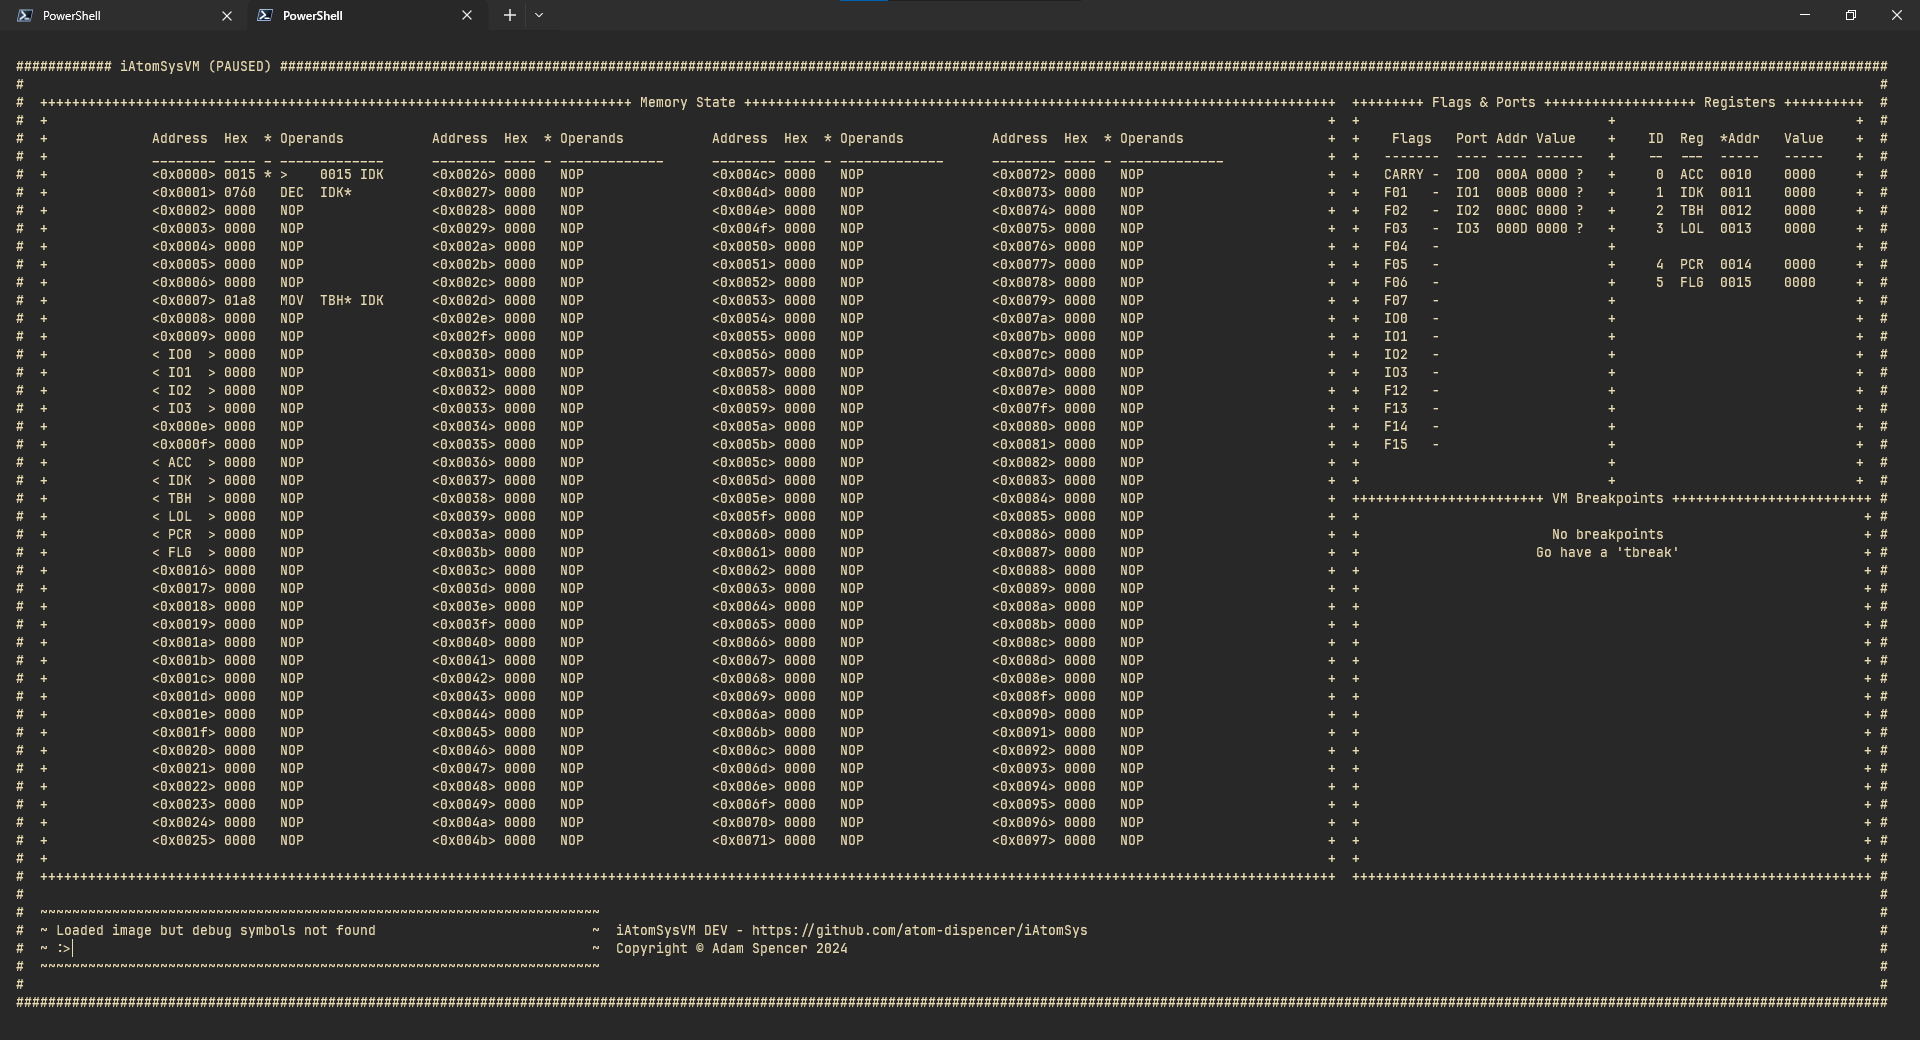 PowerShell
PowerShell
############ iAtomSysVM (PAUSED) #########################################################################################################################################################################################################
# #
# ++++++++++++++++++++++++++++++++++++++++++++++++++++++++++++++++++++++++++ Memory State ++++++++++++++++++++++++++++++++++++++++++++++++++++++++++++++++++++++++++ +++++++++ Flags & Ports +++++++++++++++++++ Registers ++++++++++ #
# + + + + + #
# + Address Hex * Operands Address Hex * Operands Address Hex * Operands Address Hex * Operands + + Flags Port Addr Value + ID Reg *Addr Value + #
# + -------- ---- - ------------- -------- ---- - ------------- -------- ---- - ------------- -------- ---- - ------------- + + ------- ---- ---- ------ + -- --- ----- ----- + #
# + <0x0000> 0015 * > 0015 IDK <0x0026> 0000 NOP <0x004c> 0000 NOP <0x0072> 0000 NOP + + CARRY - IO0 000A 0000 ? + 0 ACC 0010 0000 + #
# + <0x0001> 0760 DEC IDK* <0x0027> 0000 NOP <0x004d> 0000 NOP <0x0073> 0000 NOP + + F01 - IO1 000B 0000 ? + 1 IDK 0011 0000 + #
# + <0x0002> 0000 NOP <0x0028> 0000 NOP <0x004e> 0000 NOP <0x0074> 0000 NOP + + F02 - IO2 000C 0000 ? + 2 TBH 0012 0000 + #
# + <0x0003> 0000 NOP <0x0029> 0000 NOP <0x004f> 0000 NOP <0x0075> 0000 NOP + + F03 - IO3 000D 0000 ? + 3 LOL 0013 0000 + #
# + <0x0004> 0000 NOP <0x002a> 0000 NOP <0x0050> 0000 NOP <0x0076> 0000 NOP + + F04 - + + #
# + <0x0005> 0000 NOP <0x002b> 0000 NOP <0x0051> 0000 NOP <0x0077> 0000 NOP + + F05 - + 4 PCR 0014 0000 + #
# + <0x0006> 0000 NOP <0x002c> 0000 NOP <0x0052> 0000 NOP <0x0078> 0000 NOP + + F06 - + 5 FLG 0015 0000 + #
# + <0x0007> 01a8 MOV TBH* IDK <0x002d> 0000 NOP <0x0053> 0000 NOP <0x0079> 0000 NOP + + F07 - + + #
# + <0x0008> 0000 NOP <0x002e> 0000 NOP <0x0054> 0000 NOP <0x007a> 0000 NOP + + IO0 - + + #
# + <0x0009> 0000 NOP <0x002f> 0000 NOP <0x0055> 0000 NOP <0x007b> 0000 NOP + + IO1 - + + #
# + < IO0 > 0000 NOP <0x0030> 0000 NOP <0x0056> 0000 NOP <0x007c> 0000 NOP + + IO2 - + + #
# + < IO1 > 0000 NOP <0x0031> 0000 NOP <0x0057> 0000 NOP <0x007d> 0000 NOP + + IO3 - + + #
# + < IO2 > 0000 NOP <0x0032> 0000 NOP <0x0058> 0000 NOP <0x007e> 0000 NOP + + F12 - + + #
# + < IO3 > 0000 NOP <0x0033> 0000 NOP <0x0059> 0000 NOP <0x007f> 0000 NOP + + F13 - + + #
# + <0x000e> 0000 NOP <0x0034> 0000 NOP <0x005a> 0000 NOP <0x0080> 0000 NOP + + F14 - + + #
# + <0x000f> 0000 NOP <0x0035> 0000 NOP <0x005b> 0000 NOP <0x0081> 0000 NOP + + F15 - + + #
# + < ACC > 0000 NOP <0x0036> 0000 NOP <0x005c> 0000 NOP <0x0082> 0000 NOP + + + + #
# + < IDK > 0000 NOP <0x0037> 0000 NOP <0x005d> 0000 NOP <0x0083> 0000 NOP + + + + #
# + < TBH > 0000 NOP <0x0038> 0000 NOP <0x005e> 0000 NOP <0x0084> 0000 NOP + ++++++++++++++++++++++++ VM Breakpoints +++++++++++++++++++++++++ #
# + < LOL > 0000 NOP <0x0039> 0000 NOP <0x005f> 0000 NOP <0x0085> 0000 NOP + + + #
# + < PCR > 0000 NOP <0x003a> 0000 NOP <0x0060> 0000 NOP <0x0086> 0000 NOP + + No breakpoints + #
# + < FLG > 0000 NOP <0x003b> 0000 NOP <0x0061> 0000 NOP <0x0087> 0000 NOP + + Go have a 'tbreak' + #
# + <0x0016> 0000 NOP <0x003c> 0000 NOP <0x0062> 0000 NOP <0x0088> 0000 NOP + + + #
# + <0x0017> 0000 NOP <0x003d> 0000 NOP <0x0063> 0000 NOP <0x0089> 0000 NOP + + + #
# + <0x0018> 0000 NOP <0x003e> 0000 NOP <0x0064> 0000 NOP <0x008a> 0000 NOP + + + #
# + <0x0019> 0000 NOP <0x003f> 0000 NOP <0x0065> 0000 NOP <0x008b> 0000 NOP + + + #
# + <0x001a> 0000 NOP <0x0040> 0000 NOP <0x0066> 0000 NOP <0x008c> 0000 NOP + + + #
# + <0x001b> 0000 NOP <0x0041> 0000 NOP <0x0067> 0000 NOP <0x008d> 0000 NOP + + + #
# + <0x001c> 0000 NOP <0x0042> 0000 NOP <0x0068> 0000 NOP <0x008e> 0000 NOP + + + #
# + <0x001d> 0000 NOP <0x0043> 0000 NOP <0x0069> 0000 NOP <0x008f> 0000 NOP + + + #
# + <0x001e> 0000 NOP <0x0044> 0000 NOP <0x006a> 0000 NOP <0x0090> 0000 NOP + + + #
# + <0x001f> 0000 NOP <0x0045> 0000 NOP <0x006b> 0000 NOP <0x0091> 0000 NOP + + + #
# + <0x0020> 0000 NOP <0x0046> 0000 NOP <0x006c> 0000 NOP <0x0092> 0000 NOP + + + #
# + <0x0021> 0000 NOP <0x0047> 0000 NOP <0x006d> 0000 NOP <0x0093> 0000 NOP + + + #
# + <0x0022> 0000 NOP <0x0048> 0000 NOP <0x006e> 0000 NOP <0x0094> 0000 NOP + + + #
# + <0x0023> 0000 NOP <0x0049> 0000 NOP <0x006f> 0000 NOP <0x0095> 0000 NOP + + + #
# + <0x0024> 0000 NOP <0x004a> 0000 NOP <0x0070> 0000 NOP <0x0096> 0000 NOP + + + #
# + <0x0025> 0000 NOP <0x004b> 0000 NOP <0x0071> 0000 NOP <0x0097> 0000 NOP + + + #
# + + + + #
# ++++++++++++++++++++++++++++++++++++++++++++++++++++++++++++++++++++++++++++++++++++++++++++++++++++++++++++++++++++++++++++++++++++++++++++++++++++++++++++++++++ +++++++++++++++++++++++++++++++++++++++++++++++++++++++++++++++++ #
# #
# ~~~~~~~~~~~~~~~~~~~~~~~~~~~~~~~~~~~~~~~~~~~~~~~~~~~~~~~~~~~~~~~~~~~~~~ #
# ~ Loaded image but debug symbols not found ~ iAtomSysVM DEV - https://github.com/atom-dispencer/iAtomSys #
# ~ :> ~ Copyright © Adam Spencer 2024 #
# ~~~~~~~~~~~~~~~~~~~~~~~~~~~~~~~~~~~~~~~~~~~~~~~~~~~~~~~~~~~~~~~~~~~~~~ #
# #
##########################################################################################################################################################################################################################################